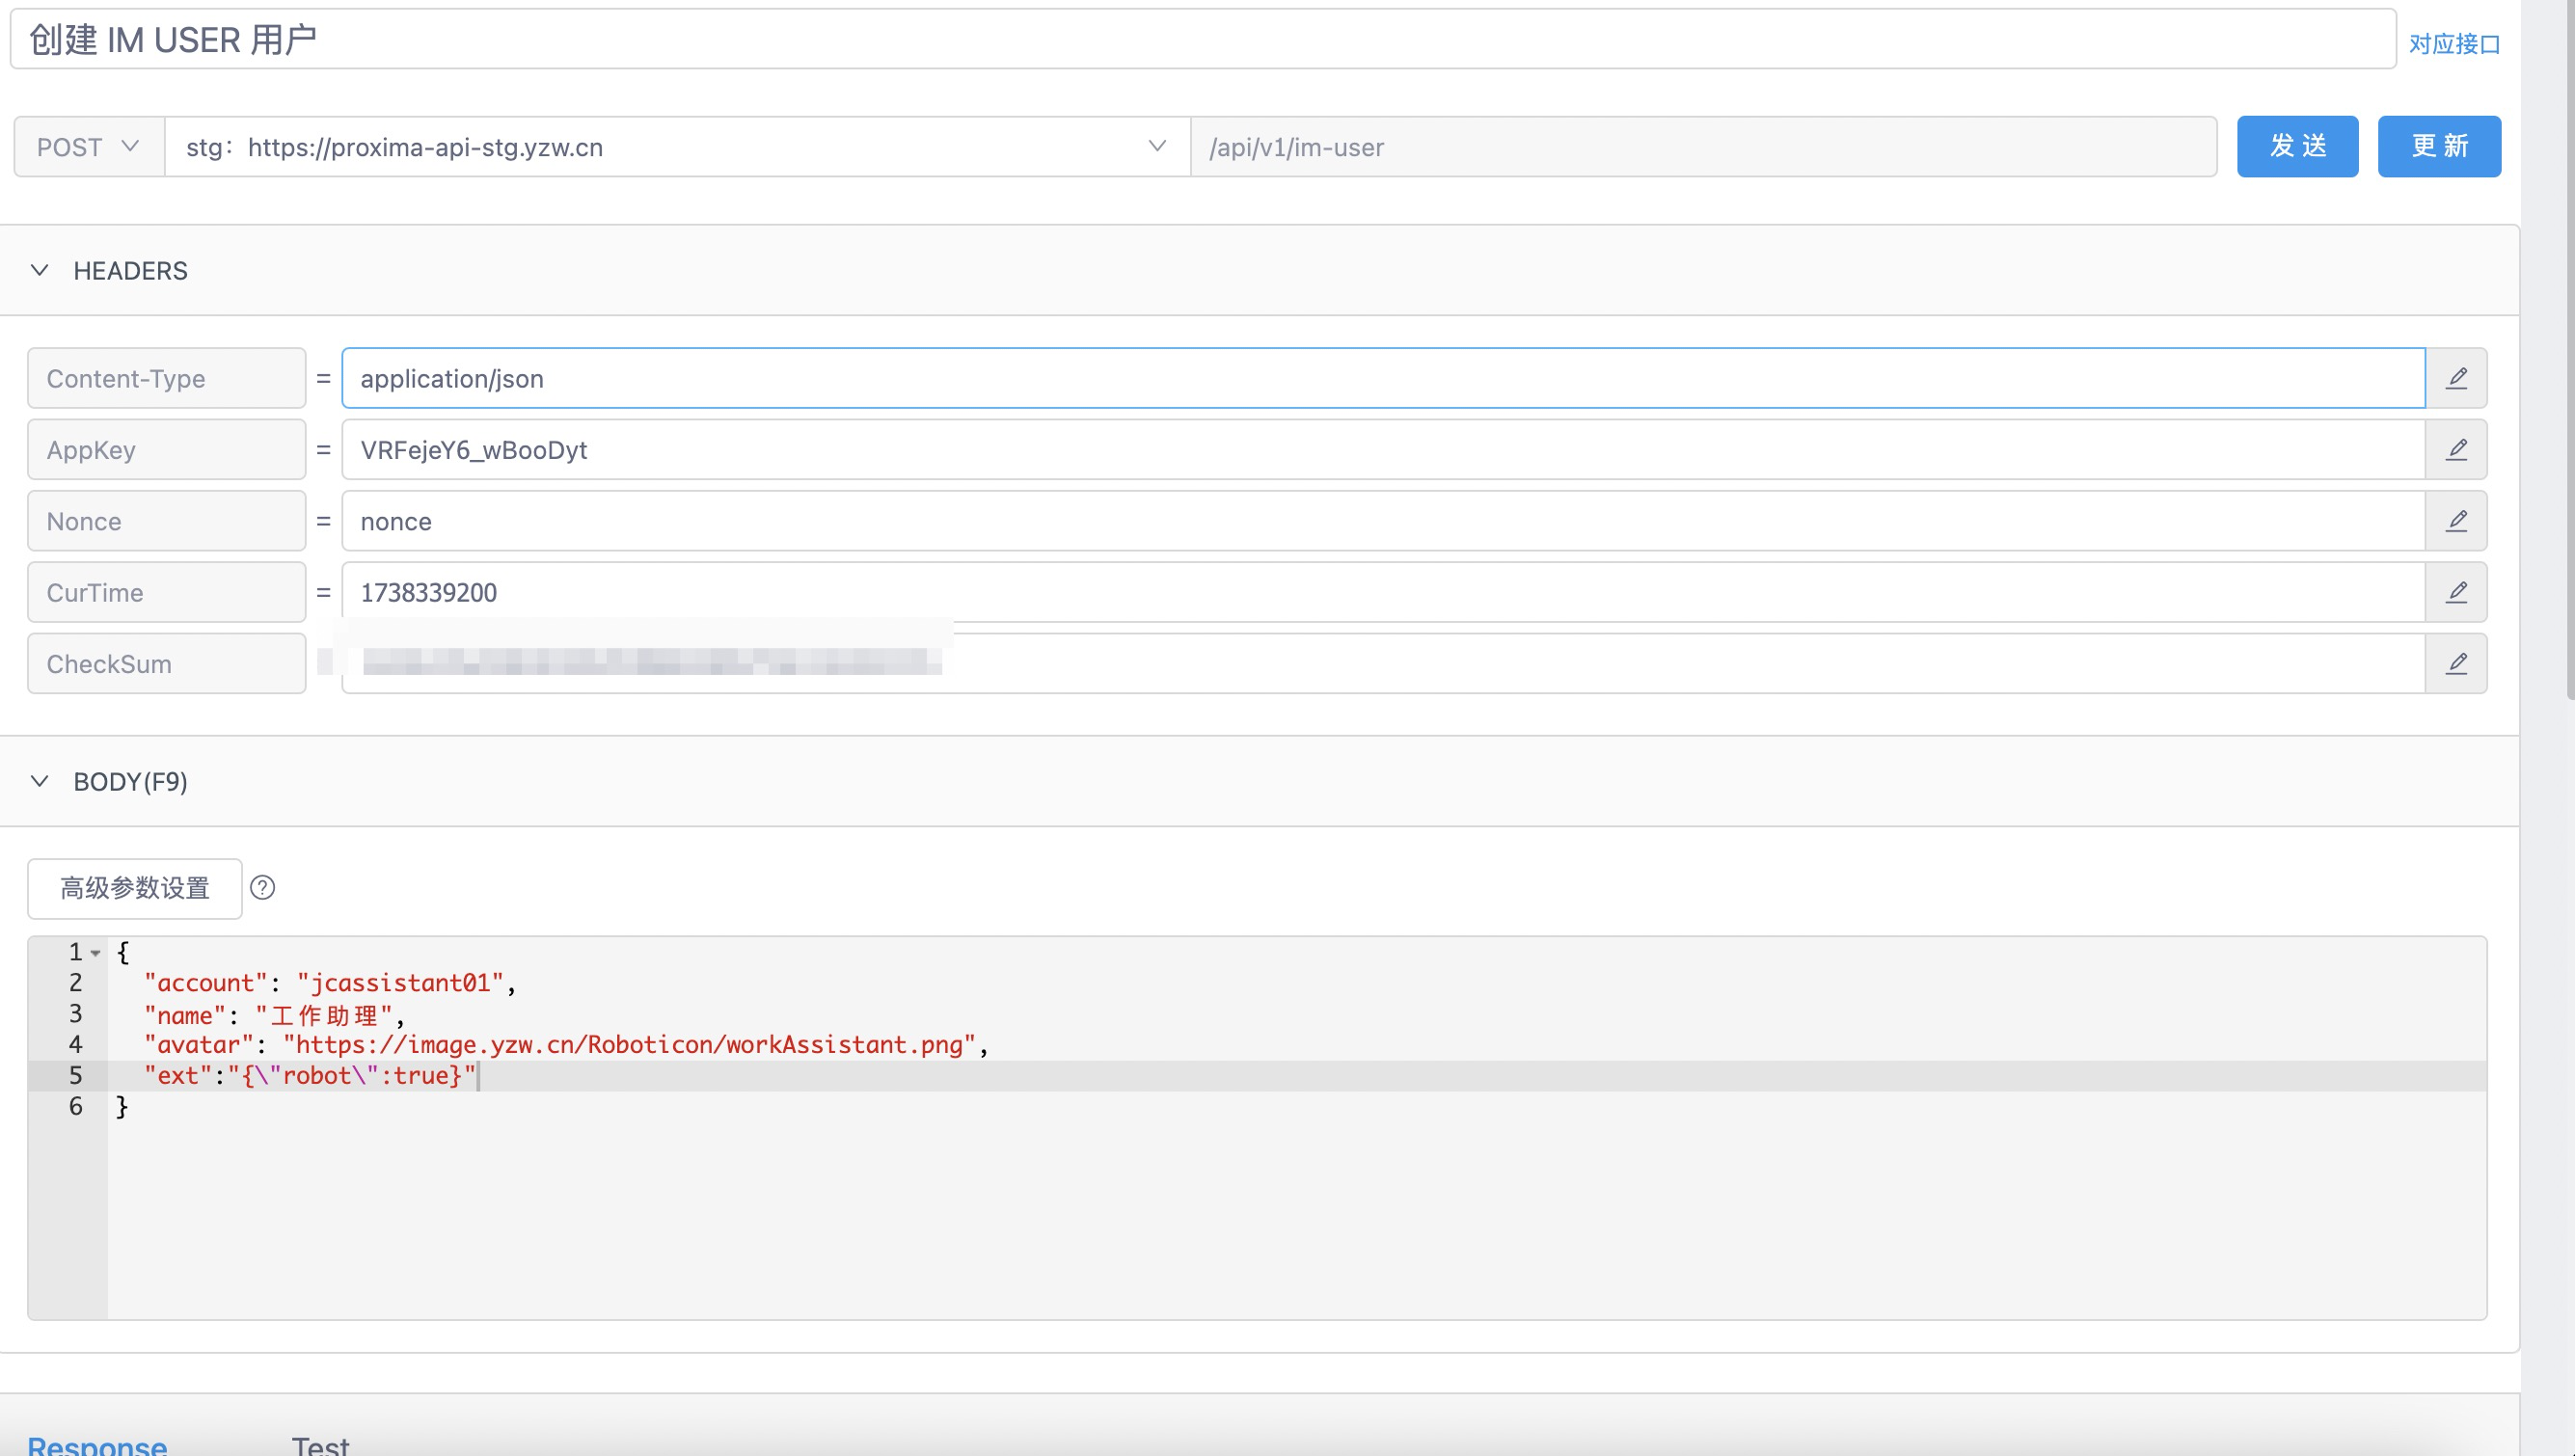 创建 IM USER 用户
对应接口
POST
stg：https://proxima-api-stg.yzw.cn
/api/v1/im-user
发 送
更 新
HEADERS
Content-Type = application/json
AppKey = VRFejeY6_wBooDyt
Nonce = nonce
CurTime = 1738339200
CheckSum
BODY(F9)
高级参数设置
1 {
2 "account": "jcassistant01",
3 "name": "工作助理",
4 "avatar": "https://image.yzw.cn/Roboticon/workAssistant.png",
5 "ext":"{\"robot\":true}"
6 }
Response Test